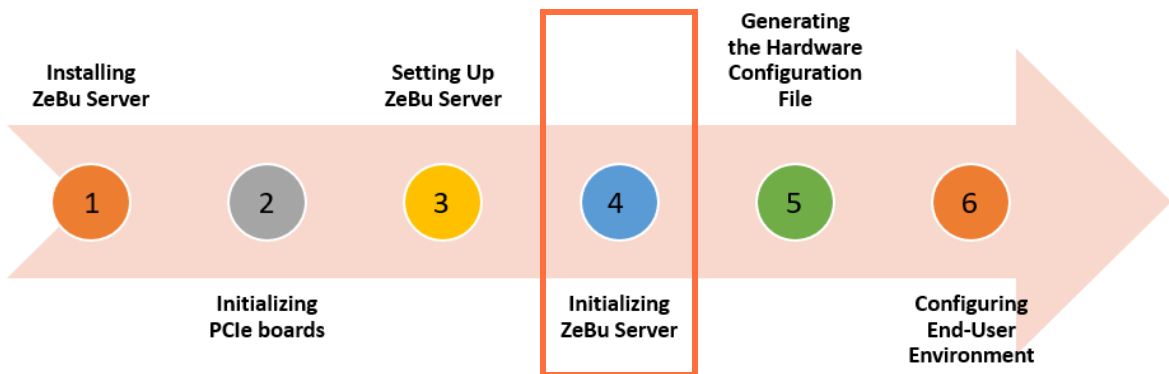 Installing
ZeBu Server
1
2
Initializing
PCIe boards
Setting Up
ZeBu Server
3
4
Initializing
ZeBu Server
Generating
the Hardware
Configuration
File
5
6
Configuring
End-User
Environment